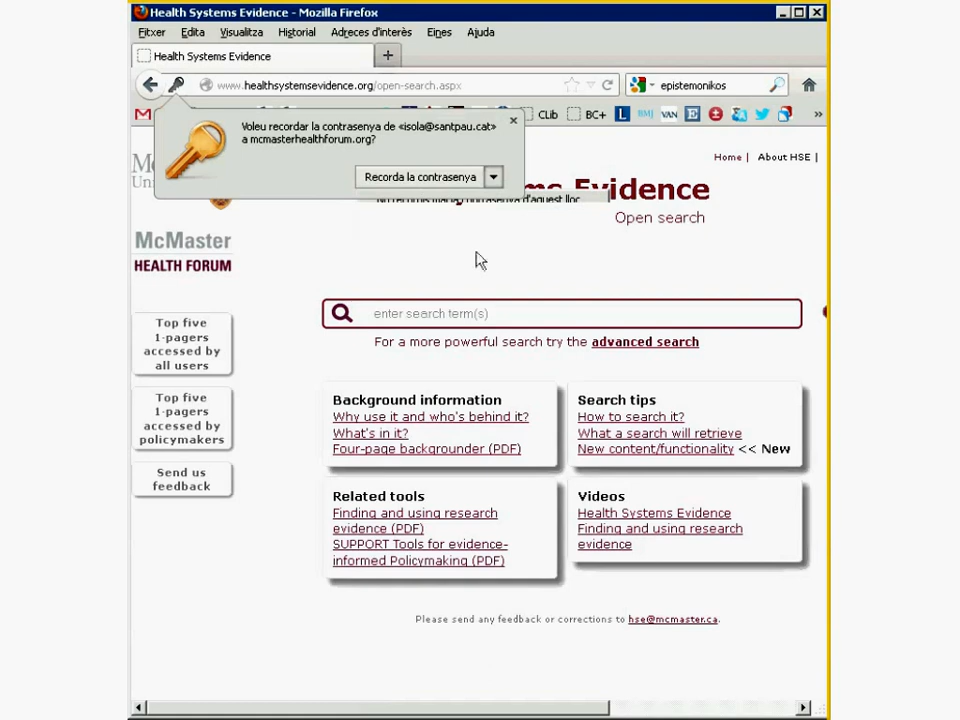 Health Systems Evidence - Mozilla Firefox
Fitxer Edita Visualitza Historial Adreces d'interès Eines Ajuda
Health Systems Evidence
www.healthsystemsevidence.org/open-search.aspx
epistemonikos
CLib BC+ L BMJ VAN E
Voleu recordar la contrasenya de «isola@santpau.cat»
a mcmasterhealthforum.org?
Recorda la contrasenya
Home | About HSE |
Evidence
Open search
McMaster
HEALTH FORUM
enter search term(s)
For a more powerful search try the advanced search
Top five
1-pagers
accessed by
all users
Top five
1-pagers
accessed by
policymakers
Send us
feedback
Background information
Why use it and who's behind it?
What's in it?
Four-page backgrounder (PDF)
Search tips
How to search it?
What a search will retrieve
New content/functionality << New
Related tools
Finding and using research
evidence (PDF)
SUPPORT Tools for evidence-
informed Policymaking (PDF)
Videos
Health Systems Evidence
Finding and using research
evidence
Please send any feedback or corrections to hse@mcmaster.ca.